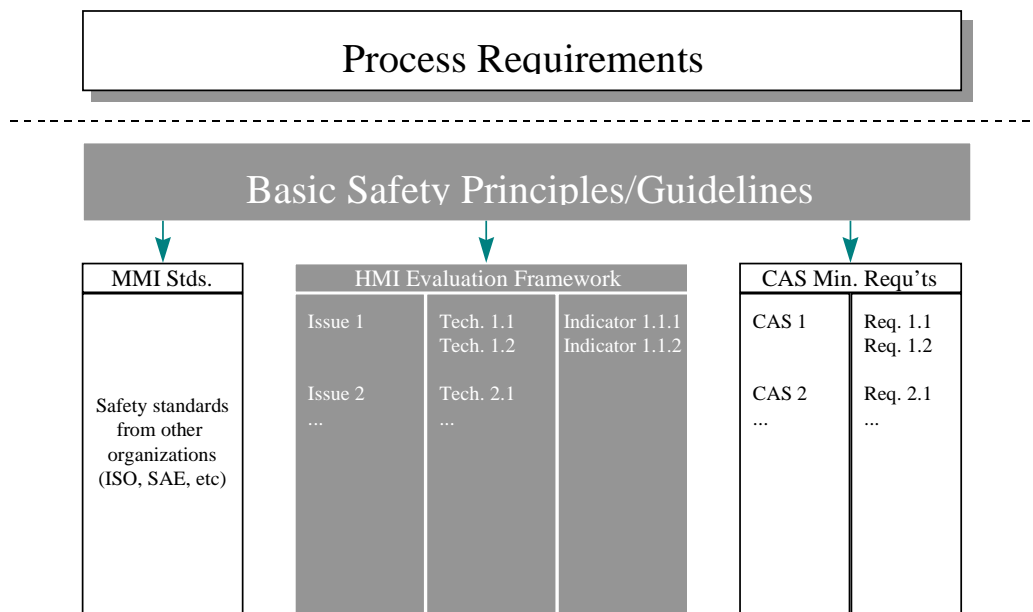 Process Requirements
Basic Safety Principles/Guidelines
MMI Stds.
Safety standards
from other
organizations
(ISO, SAE, etc)
HMI Evaluation Framework
Issue 1 Tech. 1.1 Indicator 1.1.1
Tech. 1.2 Indicator 1.1.2
Issue 2 Tech. 2.1
... ...
CAS Min. Requ’ts
CAS 1 Req. 1.1
Req. 1.2
CAS 2 Req. 2.1
... ...